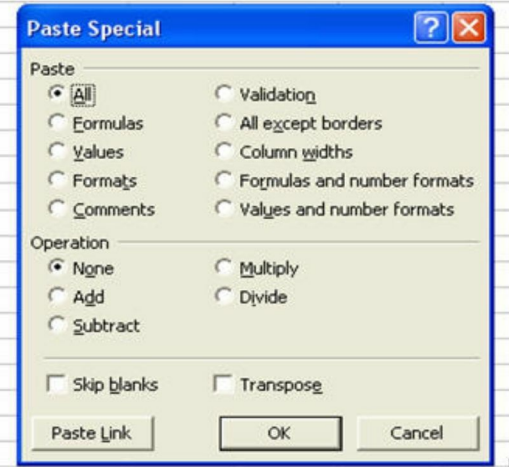 Paste Special
Paste
All
Validation
Formulas
All except borders
Values
Column widths
Formats
Formulas and number formats
Comments
Values and number formats
Operation
None
Multiply
Add
Divide
Subtract
Skip blanks
Transpose
Paste Link
OK
Cancel